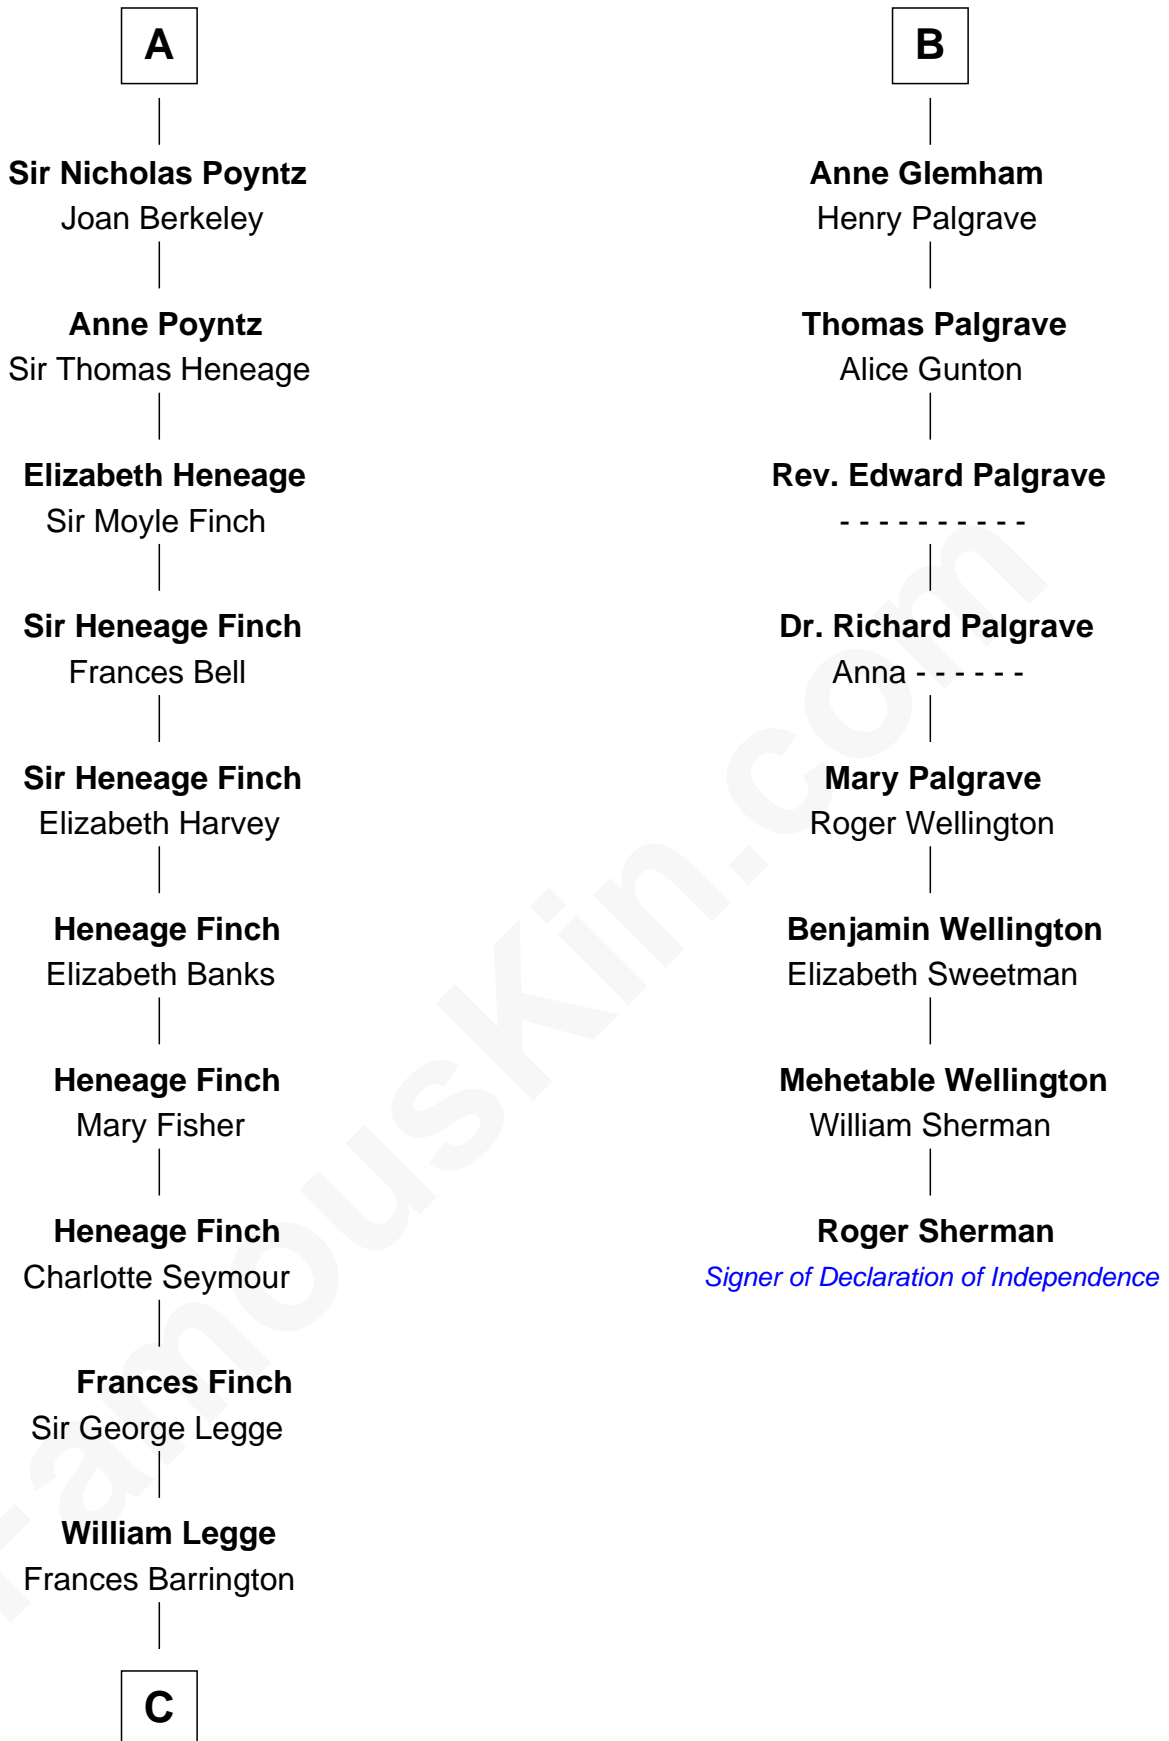 A
Sir Nicholas Poyntz
Joan Berkeley
Anne Poyntz
Sir Thomas Heneage
Elizabeth Heneage
Sir Moyle Finch
Sir Heneage Finch
Frances Bell
Sir Heneage Finch
Elizabeth Harvey
Heneage Finch
Elizabeth Banks
Heneage Finch
Mary Fisher
Heneage Finch
Charlotte Seymour
Frances Finch
Sir George Legge
William Legge
Frances Barrington
C
B
Anne Glemham
Henry Palgrave
Thomas Palgrave
Alice Gunton
Rev. Edward Palgrave
- - - - - - - - - -
Dr. Richard Palgrave
Anna - - - - - -
Mary Palgrave
Roger Wellington
Benjamin Wellington
Elizabeth Sweetman
Mehetable Wellington
William Sherman
Roger Sherman
Signer of Declaration of Independence
FamousKin.com